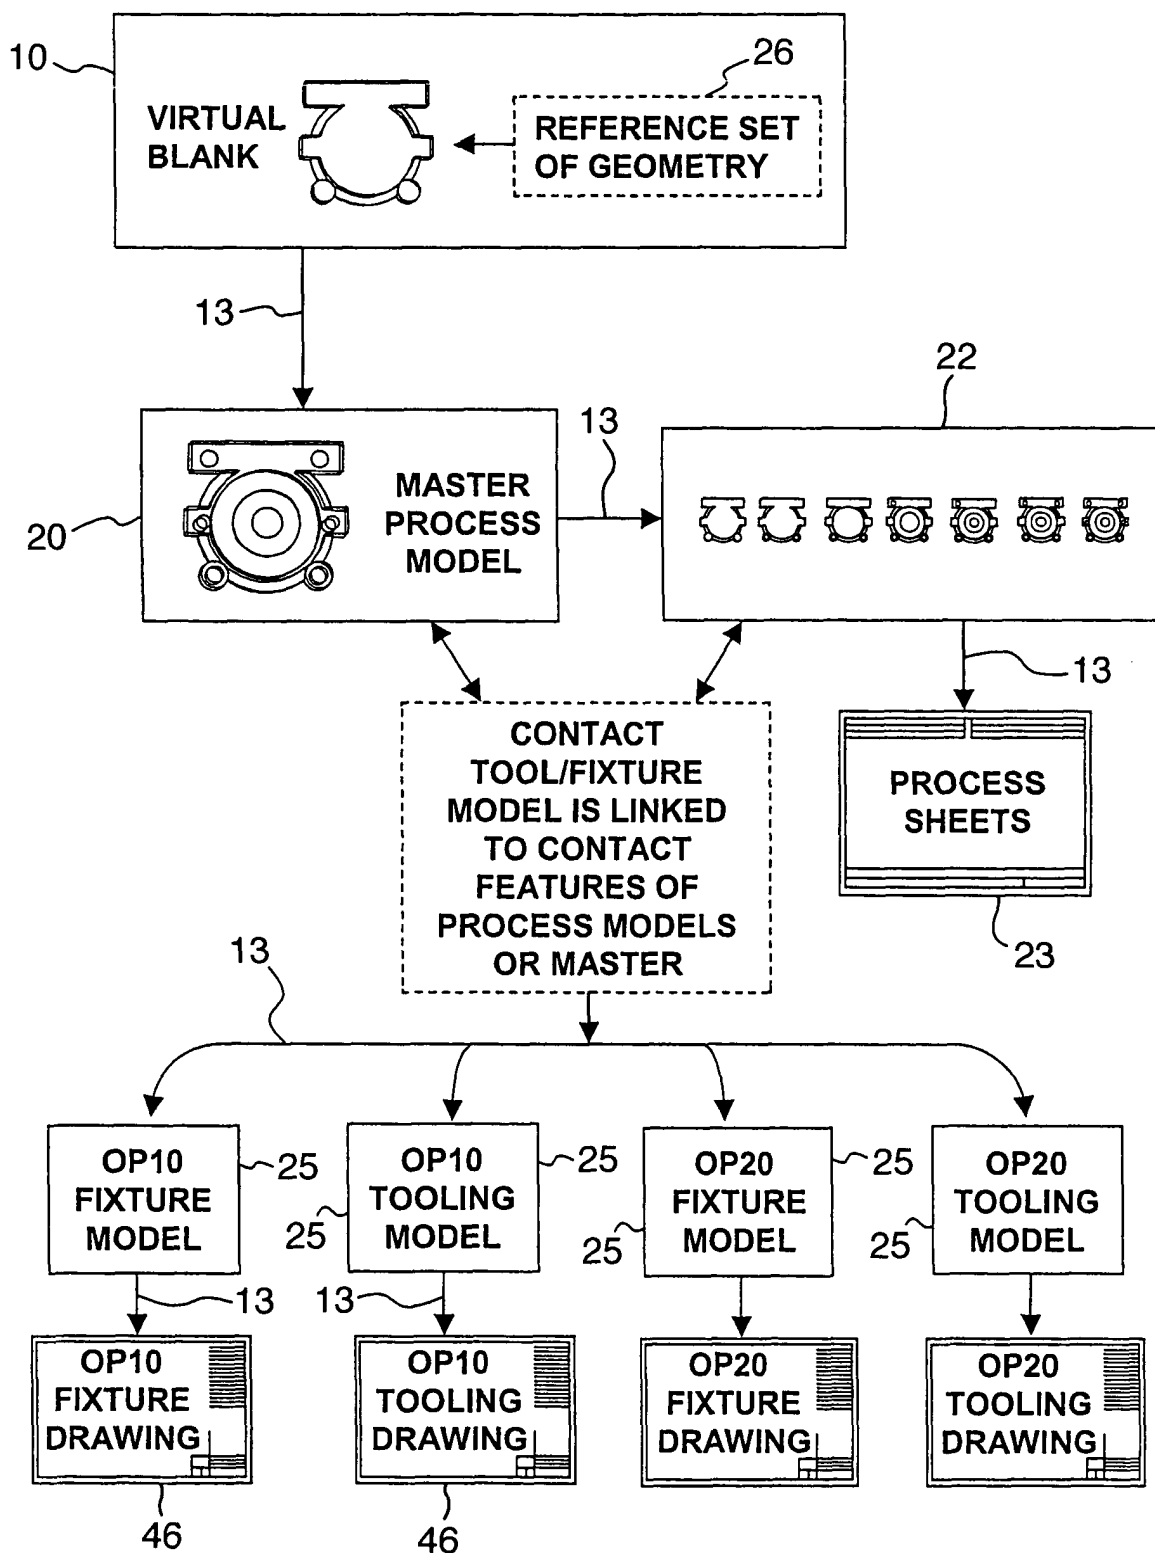 10
26
VIRTUAL
BLANK
REFERENCE SET
OF GEOMETRY
13
22
13
20
MASTER
PROCESS
MODEL
13
CONTACT
TOOL/FIXTURE
MODEL IS LINKED
TO CONTACT
FEATURES OF
PROCESS MODELS
OR MASTER
PROCESS
SHEETS
23
13
OP10
FIXTURE
MODEL
25
OP10
TOOLING
MODEL
25
25
OP20
FIXTURE
MODEL
25
25
OP20
TOOLING
MODEL
25
13
13
OP10
FIXTURE
DRAWING
OP10
TOOLING
DRAWING
OP20
FIXTURE
DRAWING
OP20
TOOLING
DRAWING
46
46